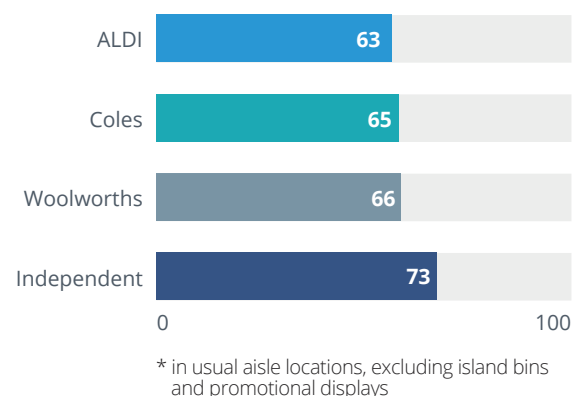 ALDI 63
Coles 65
Woolworths 66
Independent 73
0 100
* in usual aisle locations, excluding island bins
and promotional displays